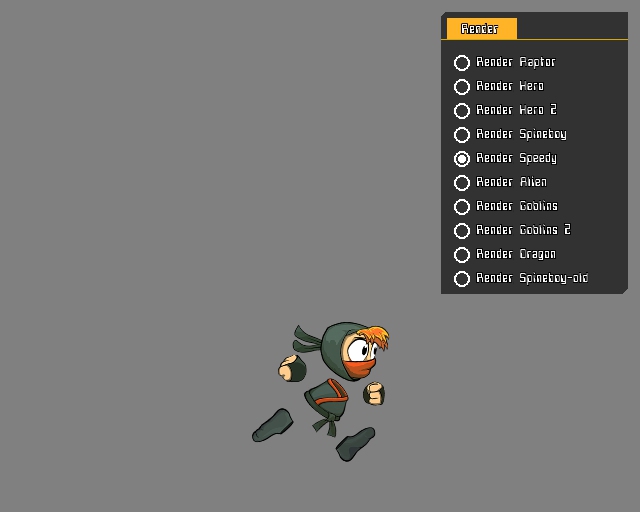 Render
Render Raptor
Render Hero
Render Hero 2
Render Spineboy
Render Speedy
Render Alien
Render Goblins
Render Goblins 2
Render Dragon
Render Spineboy-old